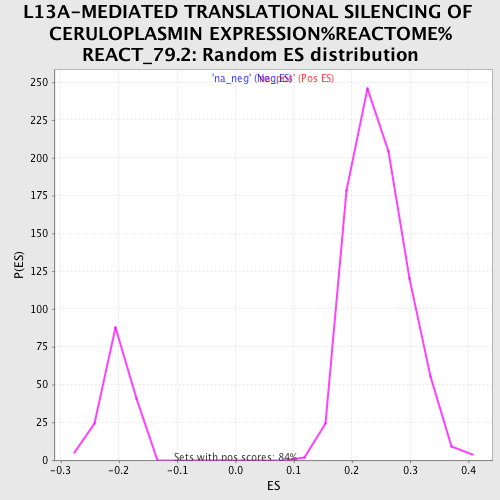 L13A-MEDIATED TRANSLATIONAL SILENCING OF
CERULOPLASMIN EXPRESSION%REACTOME%
REACT_79.2: Random ES distribution
'na_neg' (Neg ES)
'na_pos' (Pos ES)
250
225
200
175
150
125
100
75
50
25
0
P(ES)
Sets with pos scores: 84%
-0.3 -0.2 -0.1 0.0 0.1 0.2 0.3 0.4
ES